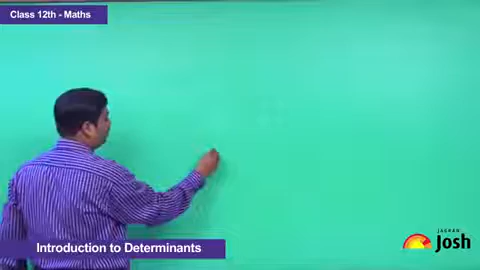 Class 12th - Maths
Introduction to Determinants
JAGRAN
Josh